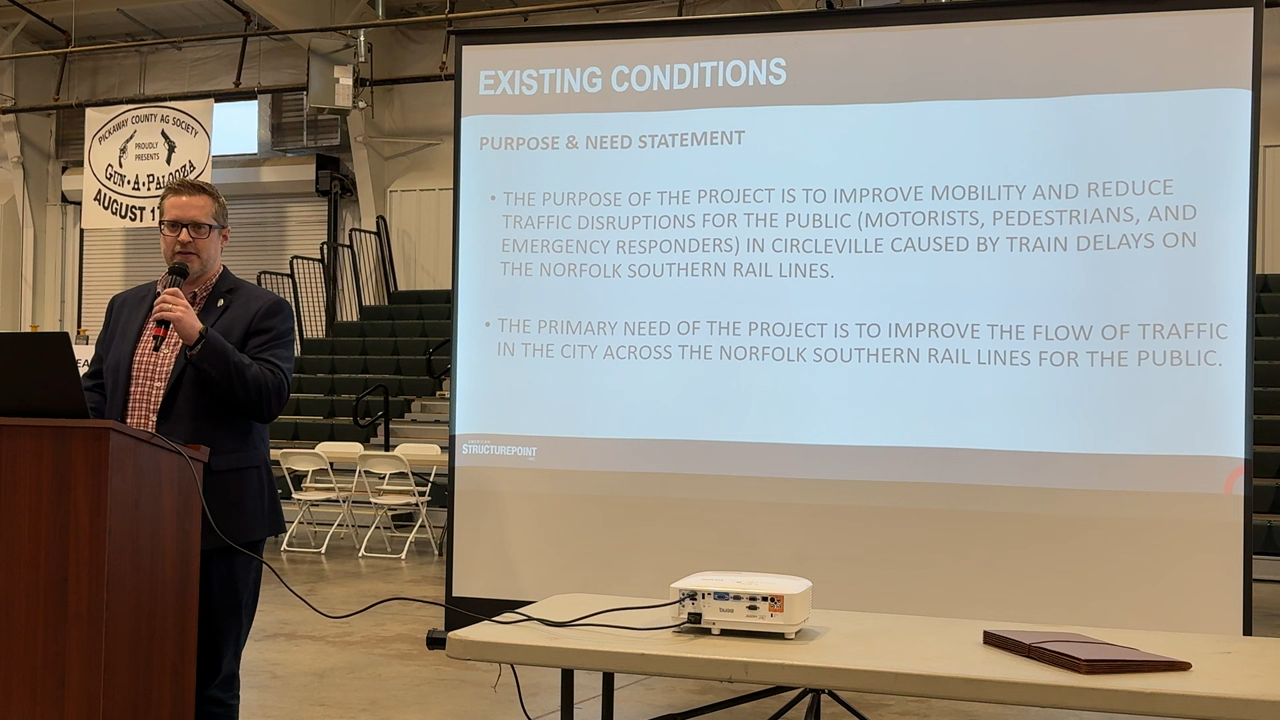 EXISTING CONDITIONS
PURPOSE & NEED STATEMENT
• THE PURPOSE OF THE PROJECT IS TO IMPROVE MOBILITY AND REDUCE
TRAFFIC DISRUPTIONS FOR THE PUBLIC (MOTORISTS, PEDESTRIANS, AND
EMERGENCY RESPONDERS) IN CIRCLEVILLE CAUSED BY TRAIN DELAYS ON
THE NORFOLK SOUTHERN RAIL LINES.
• THE PRIMARY NEED OF THE PROJECT IS TO IMPROVE THE FLOW OF TRAFFIC
IN THE CITY ACROSS THE NORFOLK SOUTHERN RAIL LINES FOR THE PUBLIC.
AMERICAN
STRUCTUREPOINT
PICKAWAY COUNTY AG SOCIETY
PROUDLY
PRESENTS
GUN•A•PALOOZA
AUGUST 1
BenQ